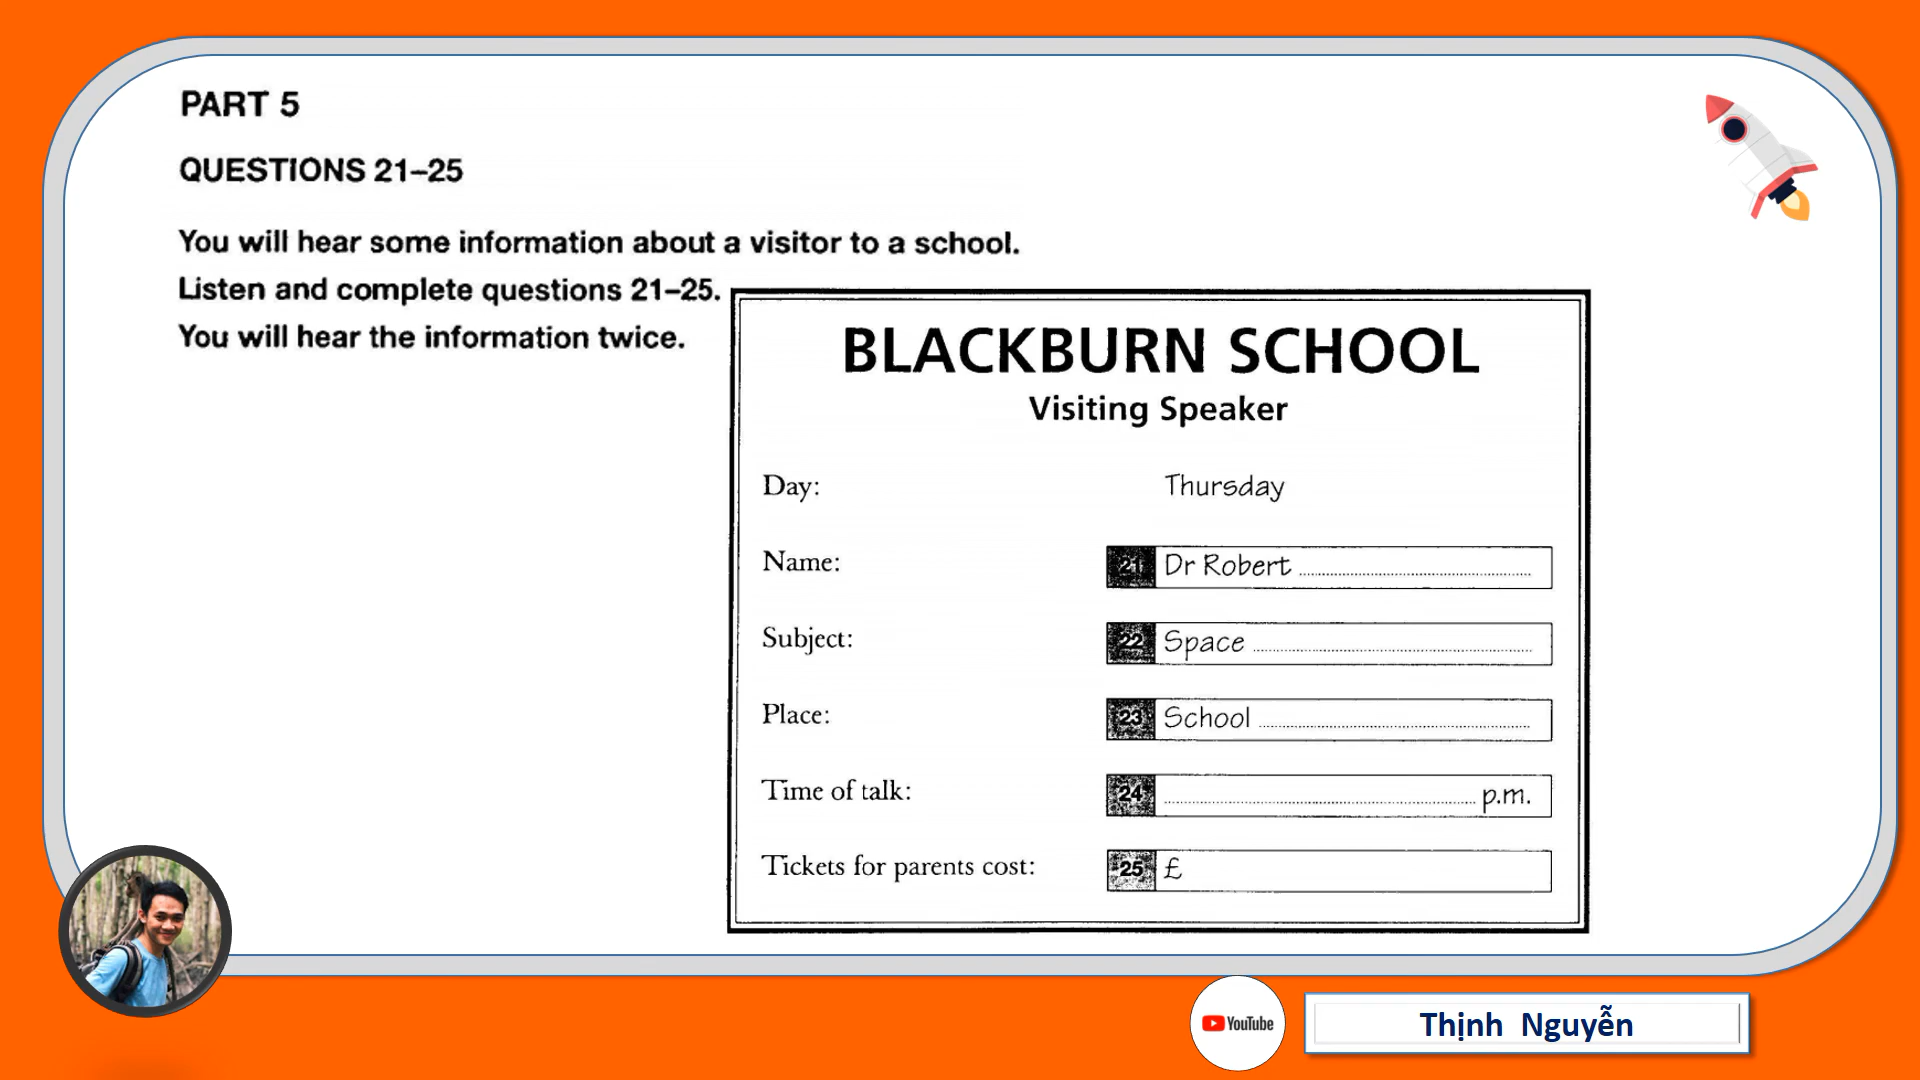 PART 5
QUESTIONS 21–25
You will hear some information about a visitor to a school.
Listen and complete questions 21–25.
You will hear the information twice.
BLACKBURN SCHOOL
Visiting Speaker
Day: Thursday
Name: 21 Dr Robert ..........
Subject: 22 Space ..........
Place: 23 School ..........
Time of talk: 24 .......... p.m.
Tickets for parents cost: 25 £
YouTube
Thịnh Nguyễn